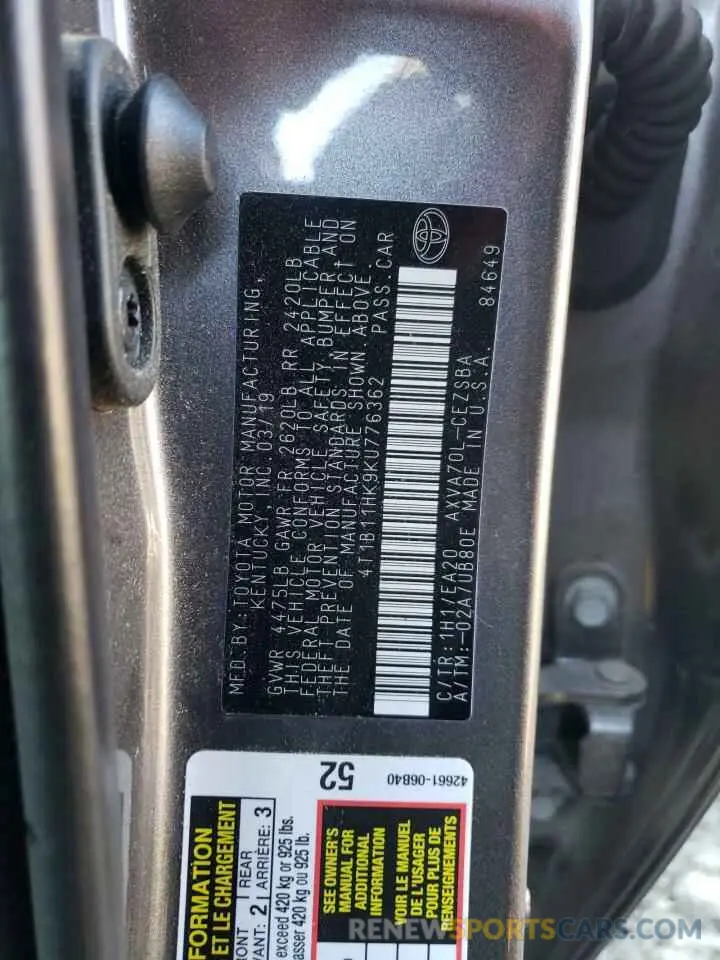 MFD.BY:TOYOTA MOTOR MANUFACTURING,
KENTUCKY, INC. 03/19
GVWR 4475LB GAWR FR 2620LB RR 2420LB
THIS VEHICLE CONFORMS TO ALL APPLICABLE
FEDERAL MOTOR VEHICLE SAFETY, BUMPER AND
THEFT PREVENTION STANDARDS IN EFFECT ON
THE DATE OF MANUFACTURE SHOWN ABOVE.
4T1B11HK9KU776362 PASS.CAR
C/TR:1H1/EA20 AXVA70L-CEZSBA
A/TM:-02A/UB80E MADE IN U.S.A. 84649
52
42661-06B40
FORMATION
ET LE CHARGEMENT
RONT
REAR
VANT: 2
ARRIÈRE: 3
exceed 420 kg or 925 lbs.
asser 420 kg ou 925 lb.
SEE OWNER'S
MANUAL FOR
ADDITIONAL
INFORMATION
VOIR LE MANUEL
DE L'USAGER
POUR PLUS DE
RENSEIGNEMENTS
RENEWSPORTSCARS.COM